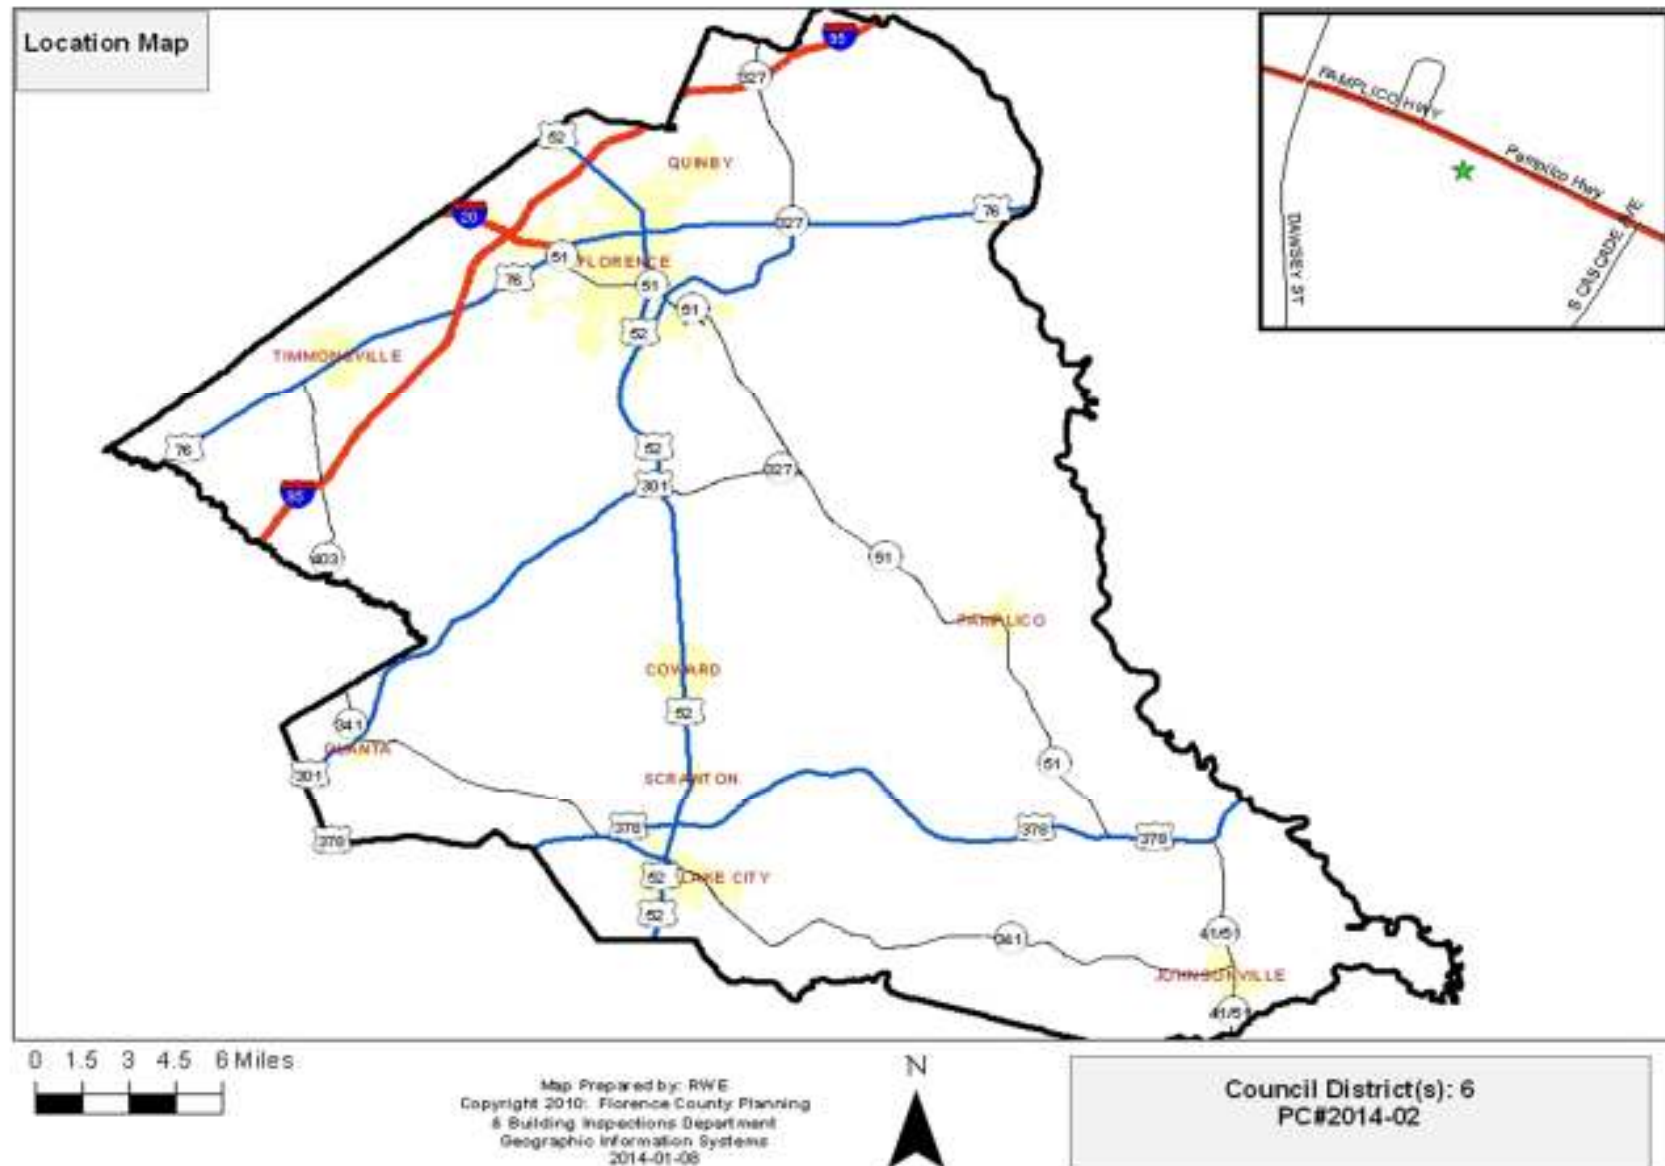 Location Map
95
327
PAMPLICO HWY
Pamplico Hwy
DAWSEY ST
S CASCADE AVE
52
QUINBY
20
327
76
51
FLORENCE
76
51
51
52
TIMMONSVILLE
76
52
327
301
95
403
51
PAMPLICO
COWARD
52
341
OLANTA
301
51
SCRANTON
378
378
378
378
52
LAKE CITY
52
341
41/51
JOHNSONVILLE
41/51
0 1.5 3 4.5 6 Miles
Map Prepared by: RWE
Copyright 2010: Florence County Planning
& Building Inspections Department
Geographic Information Systems
2014-01-08
N
Council District(s): 6
PC#2014-02